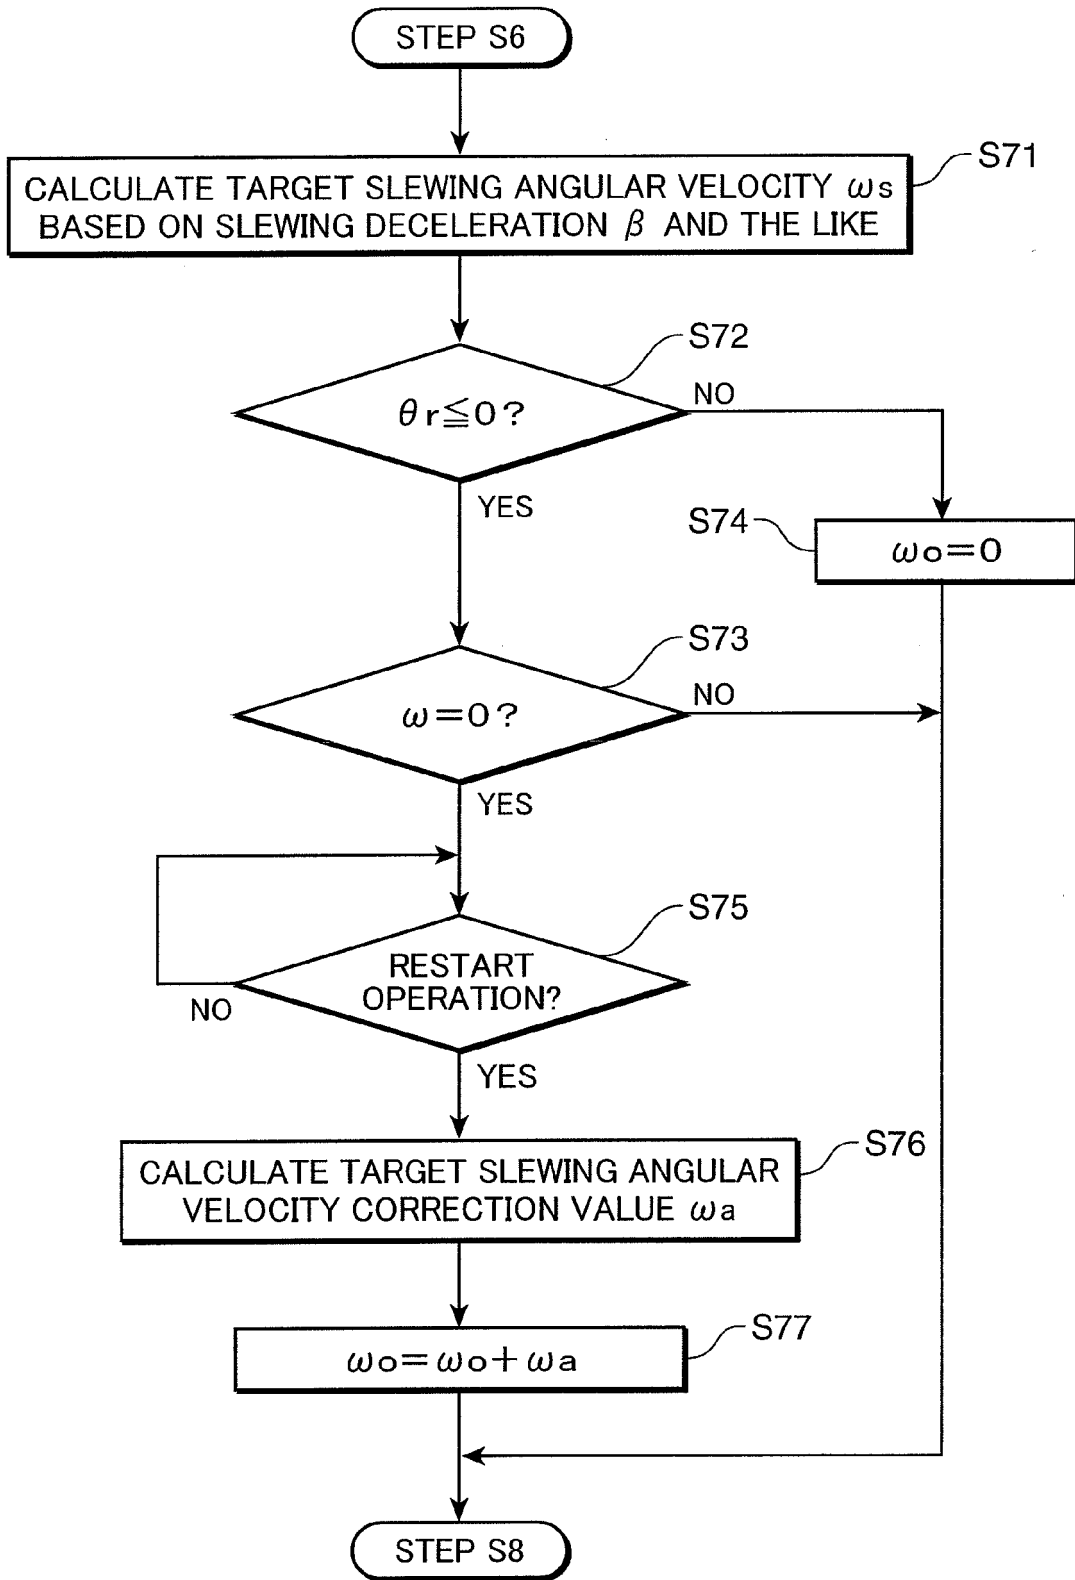 STEP S6
S71
CALCULATE TARGET SLEWING ANGULAR VELOCITY ωs
BASED ON SLEWING DECELERATION β AND THE LIKE
S72
θr≦0?
NO
YES
S74
ωo=0
S73
ω=0?
NO
YES
S75
RESTART
OPERATION?
NO
YES
S76
CALCULATE TARGET SLEWING ANGULAR
VELOCITY CORRECTION VALUE ωa
S77
ωo=ωo+ωa
STEP S8